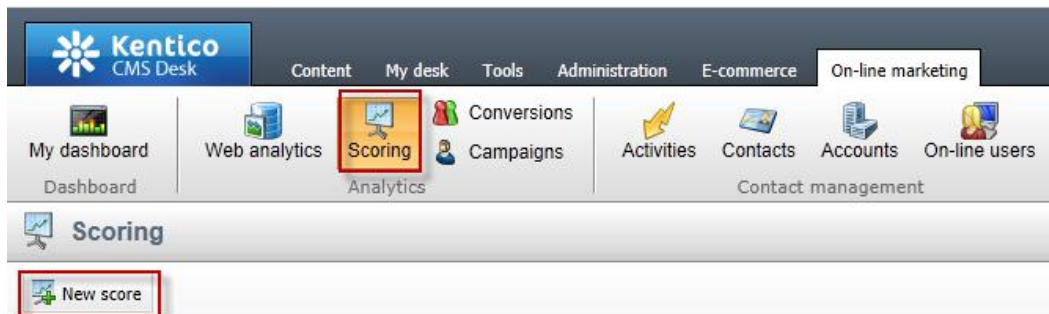 Kentico
CMS Desk
Content My desk Tools Administration E-commerce On-line marketing
My dashboard Web analytics Scoring Conversions Campaigns Activities Contacts Accounts On-line users
Dashboard Analytics Contact management
Scoring
New score